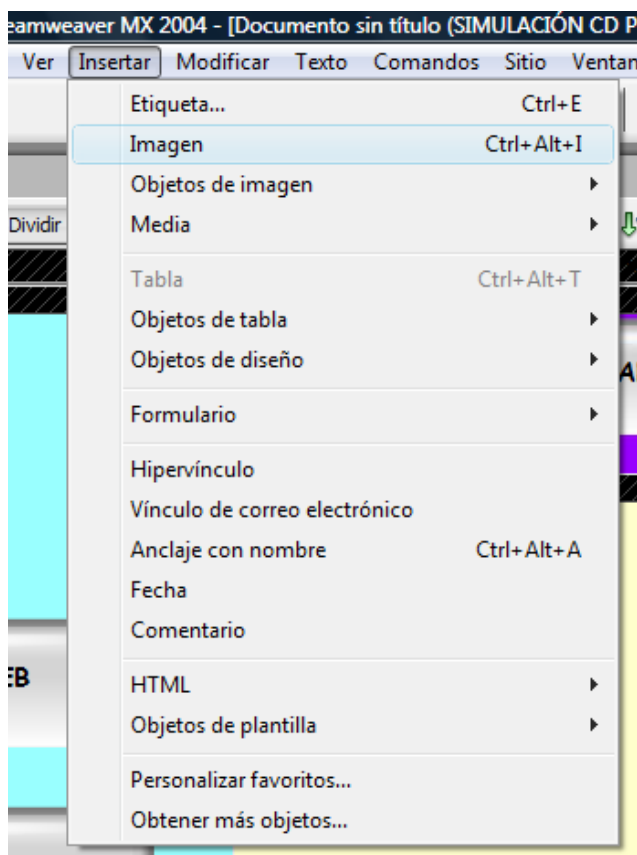 eamweaver MX 2004 - [Documento sin título (SIMULACIÓN CD P
Ver Insertar Modificar Texto Comandos Sitio Ventan
Etiqueta... Ctrl+E
Imagen Ctrl+Alt+I
Objetos de imagen
Dividir Media
Tabla Ctrl+Alt+T
Objetos de tabla
Objetos de diseño
A
Formulario
Hipervínculo
Vínculo de correo electrónico
Anclaje con nombre Ctrl+Alt+A
Fecha
Comentario
EB
HTML
Objetos de plantilla
Personalizar favoritos...
Obtener más objetos...